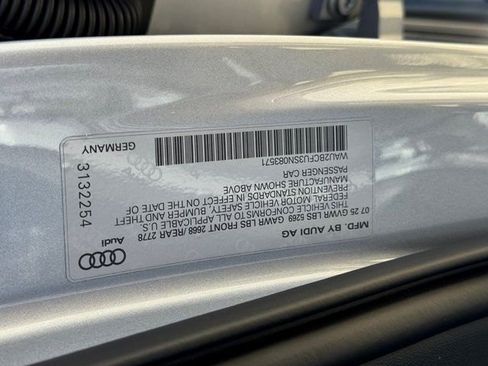 MFD. BY AUDI AG
07 25 GVWR LBS 5269 GAWR LBS FRONT 2668 /REAR 2778
THIS VEHICLE CONFORMS TO ALL APPLICABLE U.S.
FEDERAL MOTOR VEHICLE SAFETY, BUMPER AND THEFT
PREVENTION STANDARDS IN EFFECT ON THE DATE OF
MANUFACTURE SHOWN ABOVE
PASSENGER CAR
Audi
3132254
GERMANY